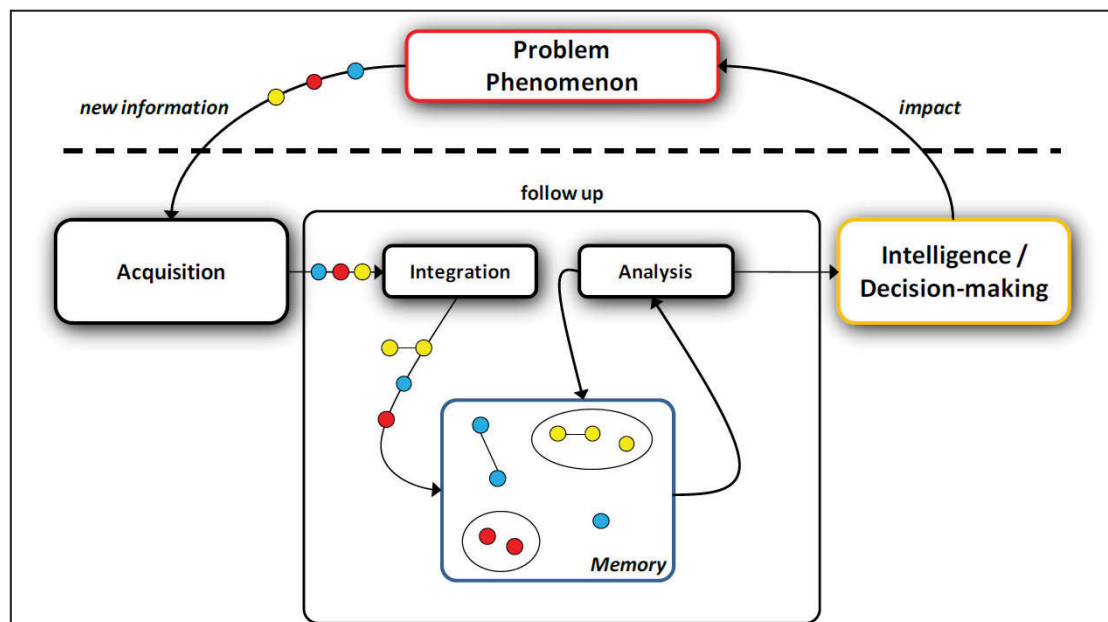 Problem
Phenomenon
new information
impact
follow up
Acquisition
Integration
Analysis
Intelligence /
Decision-making
Memory